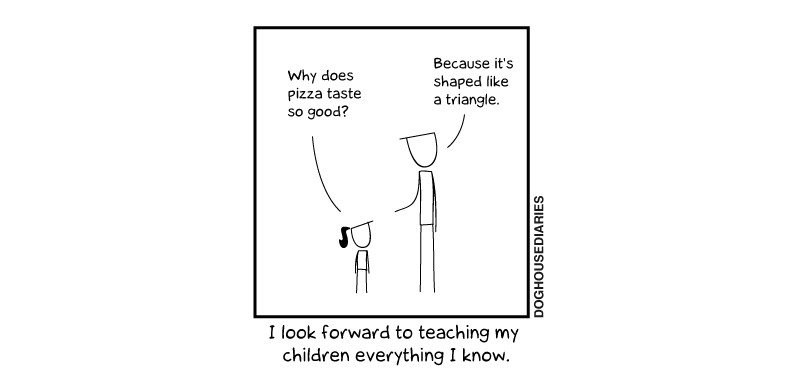 Why does
pizza taste
so good?
Because it's
shaped like
a triangle.
DOGHOUSEDIARIES
I look forward to teaching my
children everything I know.